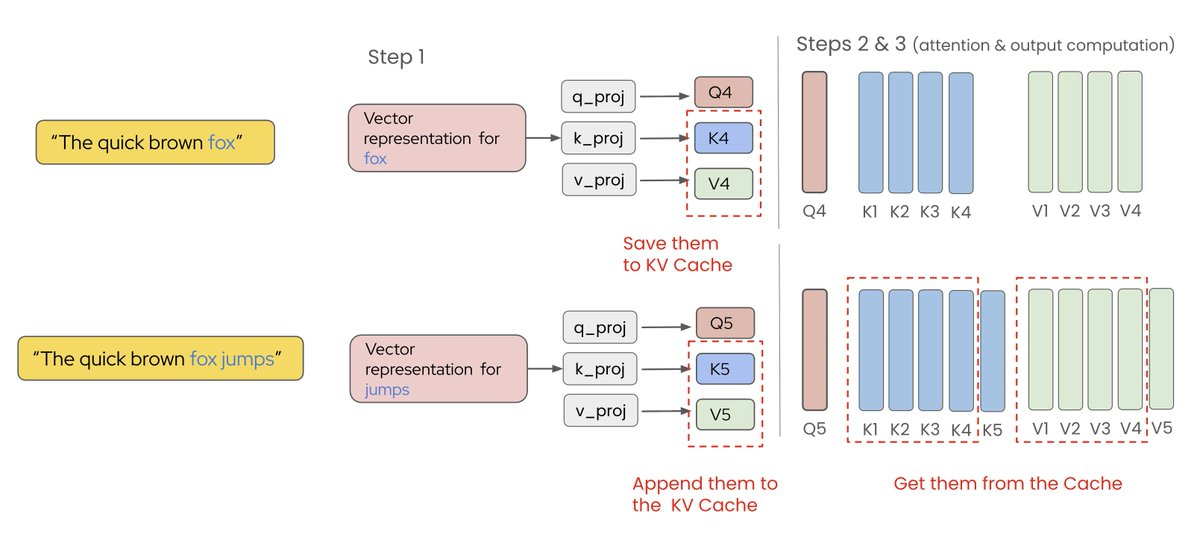 Step 1
Steps 2 & 3 (attention & output computation)
“The quick brown fox”
Vector
representation for
fox
q_proj
k_proj
v_proj
Q4
K4
V4
Save them
to KV Cache
Q4
K1 K2 K3 K4
V1 V2 V3 V4
“The quick brown fox jumps”
Vector
representation for
jumps
q_proj
k_proj
v_proj
Q5
K5
V5
Append them to
the KV Cache
Q5
K1 K2 K3 K4 K5
V1 V2 V3 V4 V5
Get them from the Cache